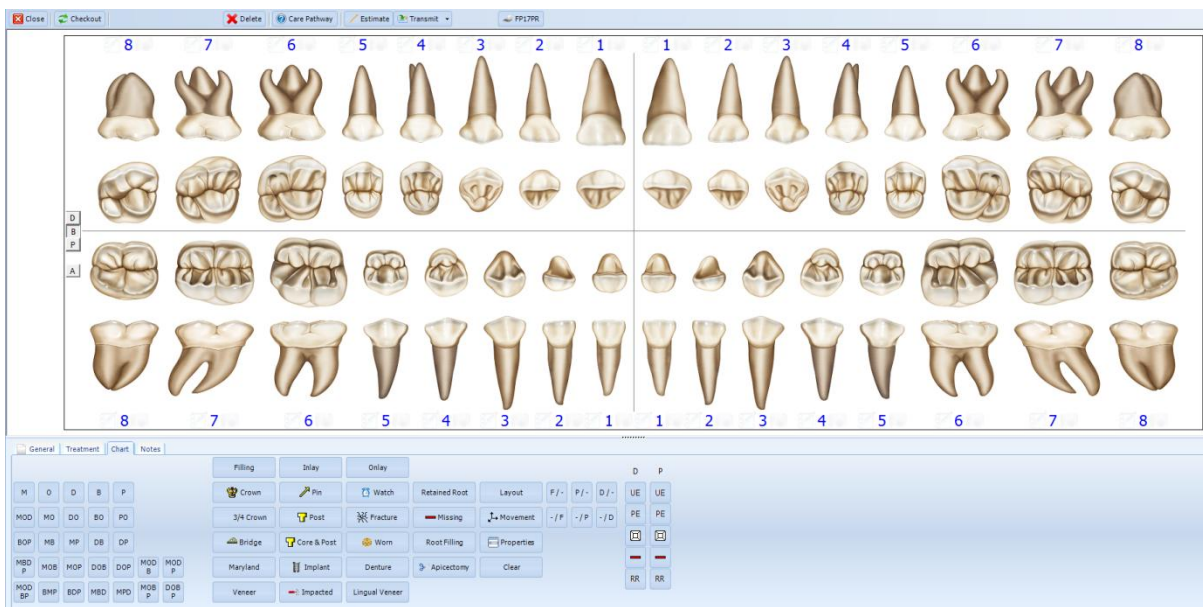 Close Checkout Delete Care Pathway Estimate Transmit FP17PR
8 7 6 5 4 3 2 1 1 2 3 4 5 6 7 8
D
B
P
A
8 7 6 5 4 3 2 1 1 2 3 4 5 6 7 8
General Treatment Chart Notes
Filling Inlay Onlay D P
M O D B P Crown Pin Watch Retained Root Layout F / - P / - D / - UE UE
MOD MO DO BO PO 3/4 Crown Post Fracture Missing Movement - / F - / P - / D PE PE
BOP MB MP DB DP Bridge Core & Post Worn Root Filling Properties
MBD P MOB MOP DOB DOP MOD B MOD P Maryland Implant Denture Apicectomy Clear
MOD BP BMP BDP MBD MPD MOB P DOB P Veneer Impacted Lingual Veneer RR RR